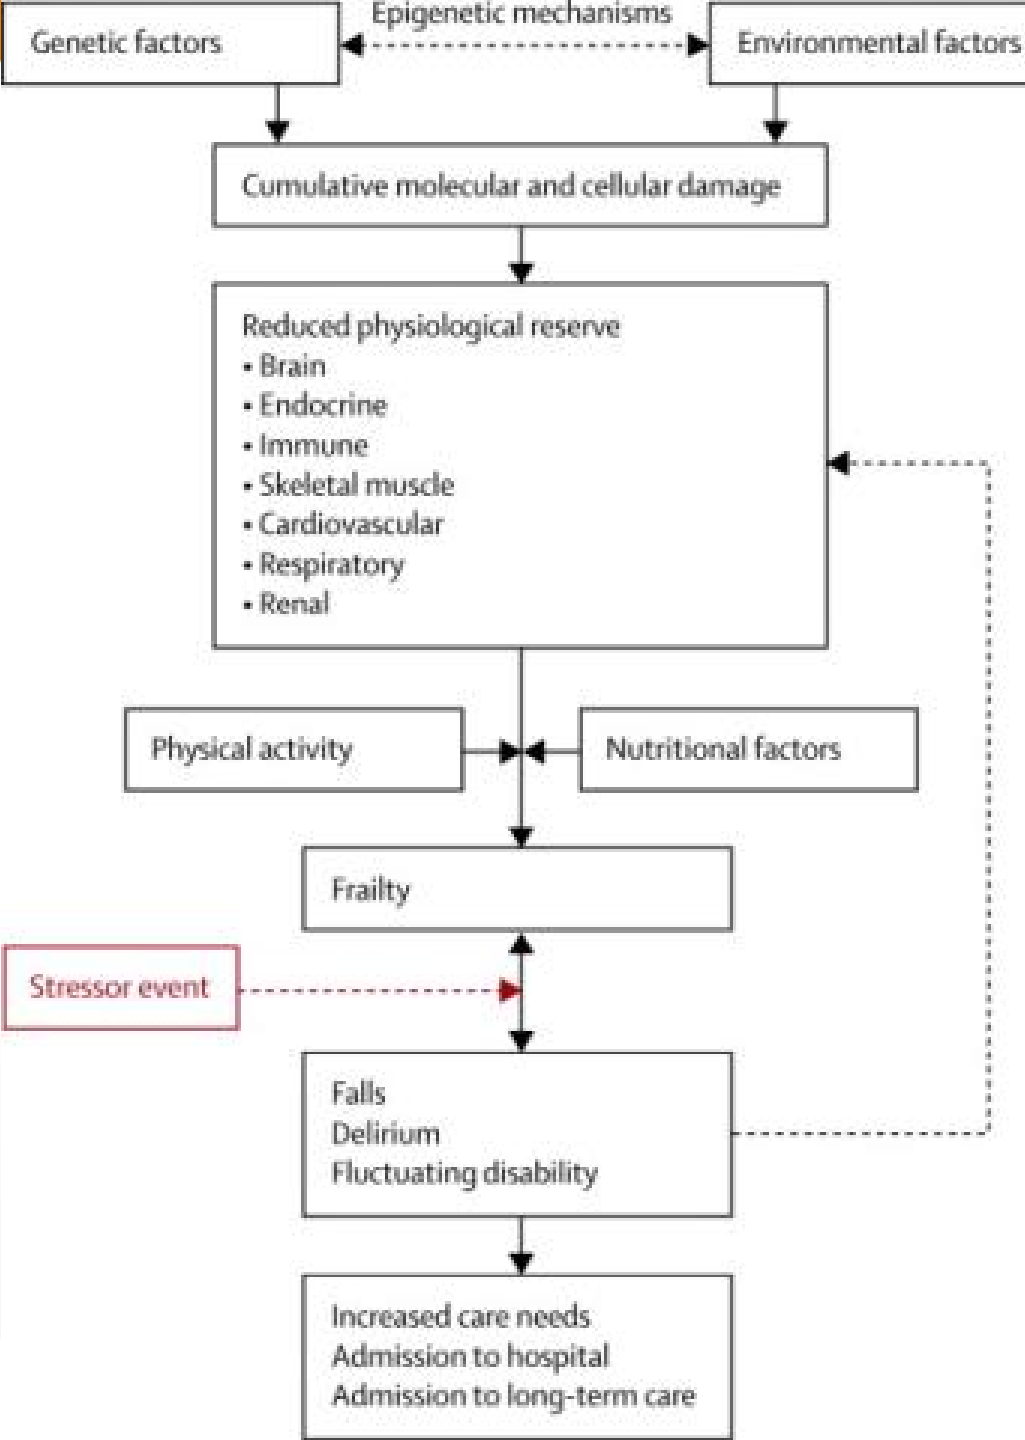 Epigenetic mechanisms
Genetic factors
Environmental factors
Cumulative molecular and cellular damage
Reduced physiological reserve
• Brain
• Endocrine
• Immune
• Skeletal muscle
• Cardiovascular
• Respiratory
• Renal
Physical activity
Nutritional factors
Frailty
Stressor event
Falls
Delirium
Fluctuating disability
Increased care needs
Admission to hospital
Admission to long-term care